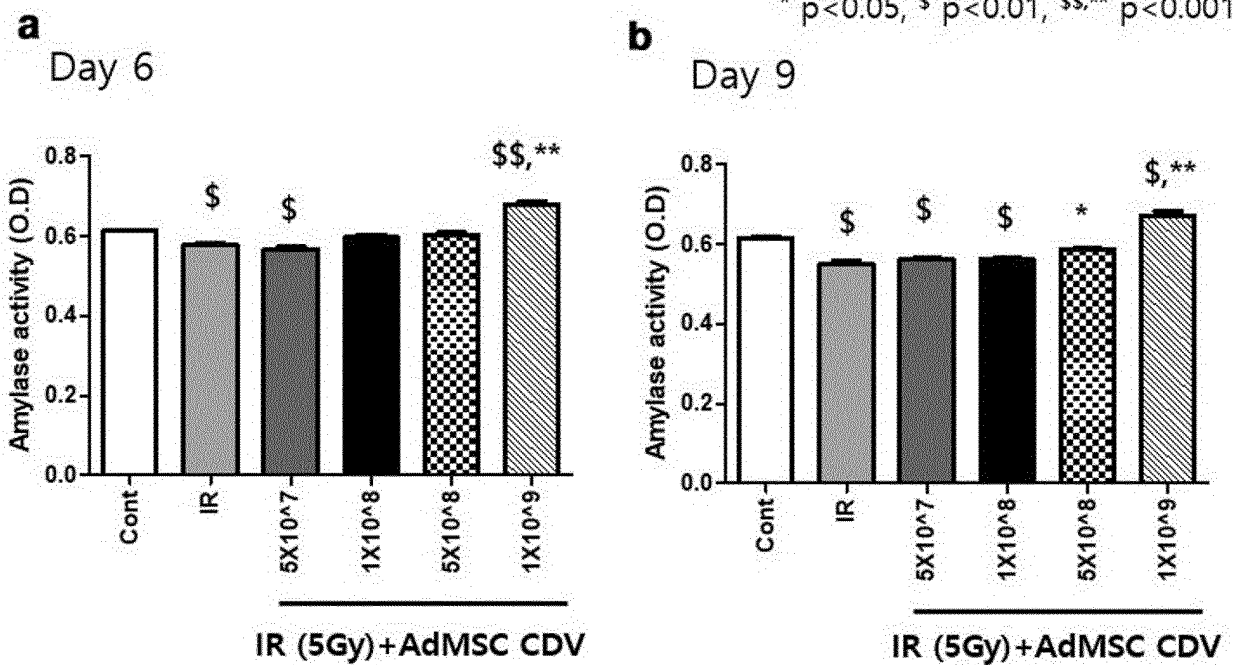 * p<0.05, $ p<0.01, $$,** p<0.001
a
Day 6
$$,**
$
$
0.8
0.6
0.4
0.2
0.0
Amylase activity (O.D)
Cont
IR
5X10^7
1X10^8
5X10^8
1X10^9
IR (5Gy)+AdMSC CDV
b
Day 9
$,**
$
$
$
*
0.8
0.6
0.4
0.2
0.0
Amylase activity (O.D)
Cont
IR
5X10^7
1X10^8
5X10^8
1X10^9
IR (5Gy)+AdMSC CDV